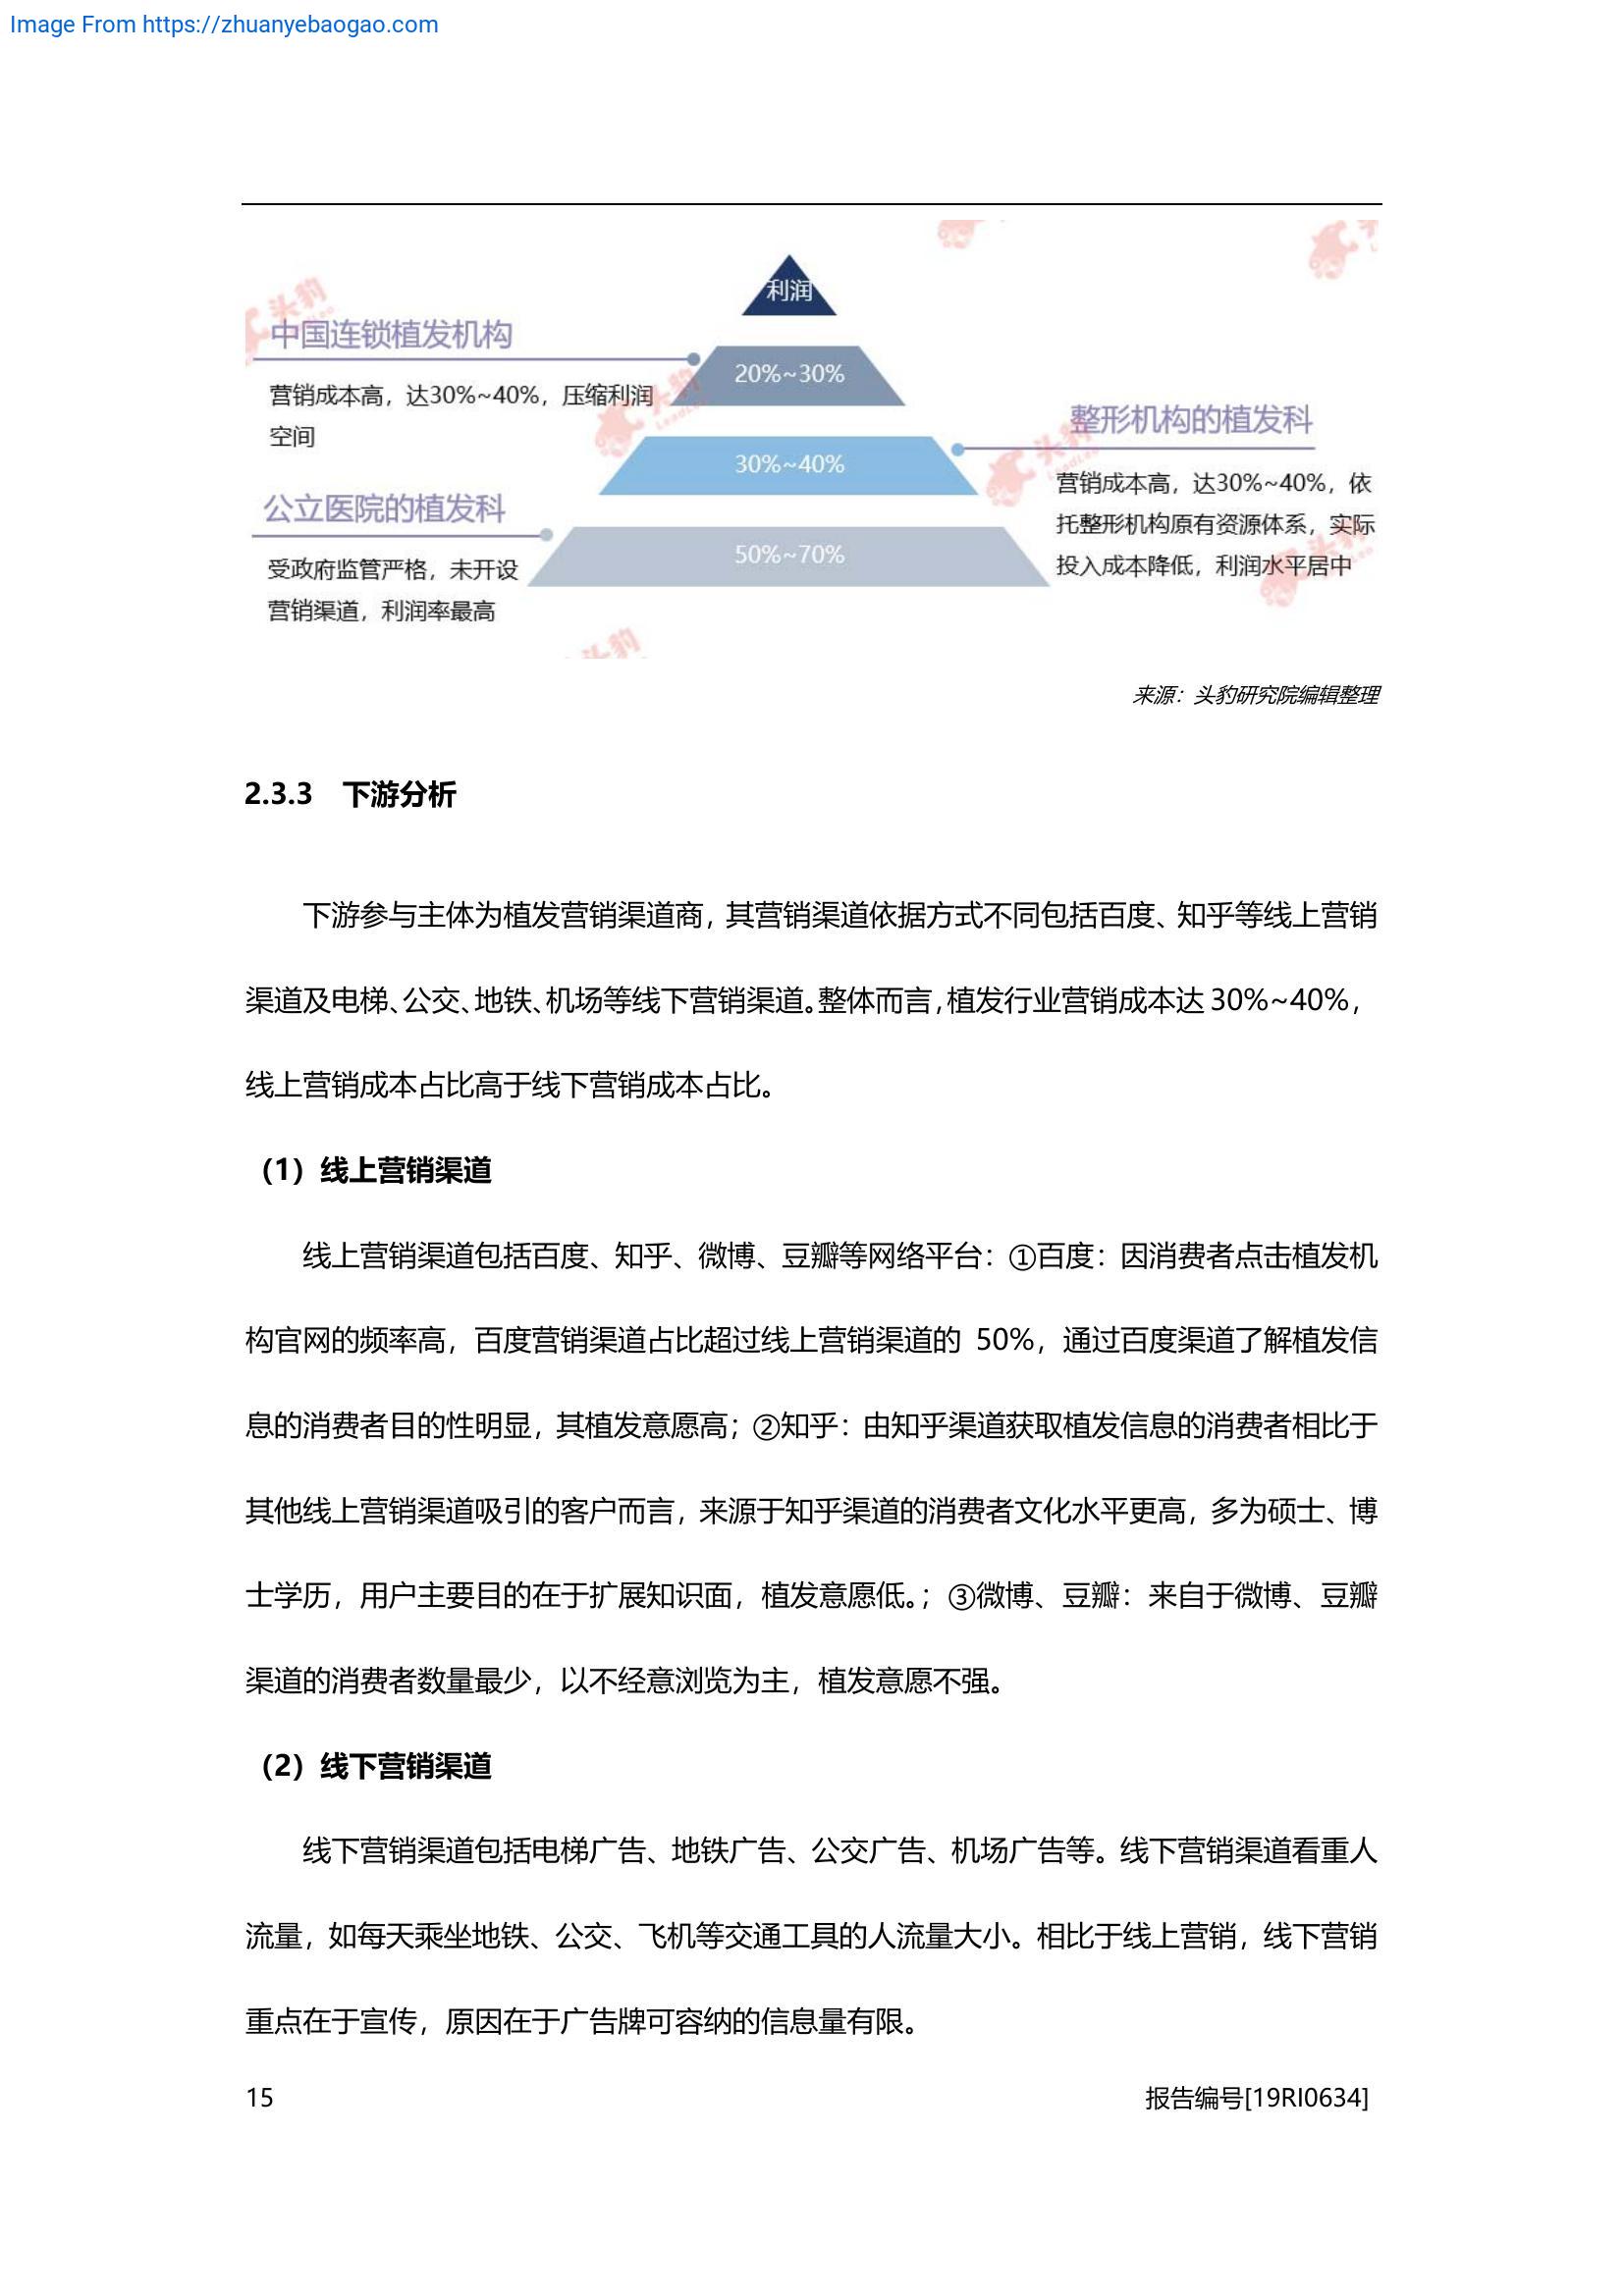 Image From https://zhuanyebaogao.com
利润
中国连锁植发机构
20%~30%
营销成本高，达30%~40%，压缩利润
空间
整形机构的植发科
30%~40%
营销成本高，达30%~40%，依
托整形机构原有资源体系，实际
投入成本降低，利润水平居中
公立医院的植发科
50%~70%
受政府监管严格，未开设
营销渠道，利润率最高
头豹
头豹
LeadLeo
头豹
头豹
头豹
来源：头豹研究院编辑整理
2.3.3 下游分析
下游参与主体为植发营销渠道商，其营销渠道依据方式不同包括百度、知乎等线上营销
渠道及电梯、公交、地铁、机场等线下营销渠道。整体而言，植发行业营销成本达 30%~40%，
线上营销成本占比高于线下营销成本占比。
（1）线上营销渠道
线上营销渠道包括百度、知乎、微博、豆瓣等网络平台：①百度：因消费者点击植发机
构官网的频率高，百度营销渠道占比超过线上营销渠道的 50%，通过百度渠道了解植发信
息的消费者目的性明显，其植发意愿高；②知乎：由知乎渠道获取植发信息的消费者相比于
其他线上营销渠道吸引的客户而言，来源于知乎渠道的消费者文化水平更高，多为硕士、博
士学历，用户主要目的在于扩展知识面，植发意愿低。；③微博、豆瓣：来自于微博、豆瓣
渠道的消费者数量最少，以不经意浏览为主，植发意愿不强。
（2）线下营销渠道
线下营销渠道包括电梯广告、地铁广告、公交广告、机场广告等。线下营销渠道看重人
流量，如每天乘坐地铁、公交、飞机等交通工具的人流量大小。相比于线上营销，线下营销
重点在于宣传，原因在于广告牌可容纳的信息量有限。
15
报告编号[19RI0634]